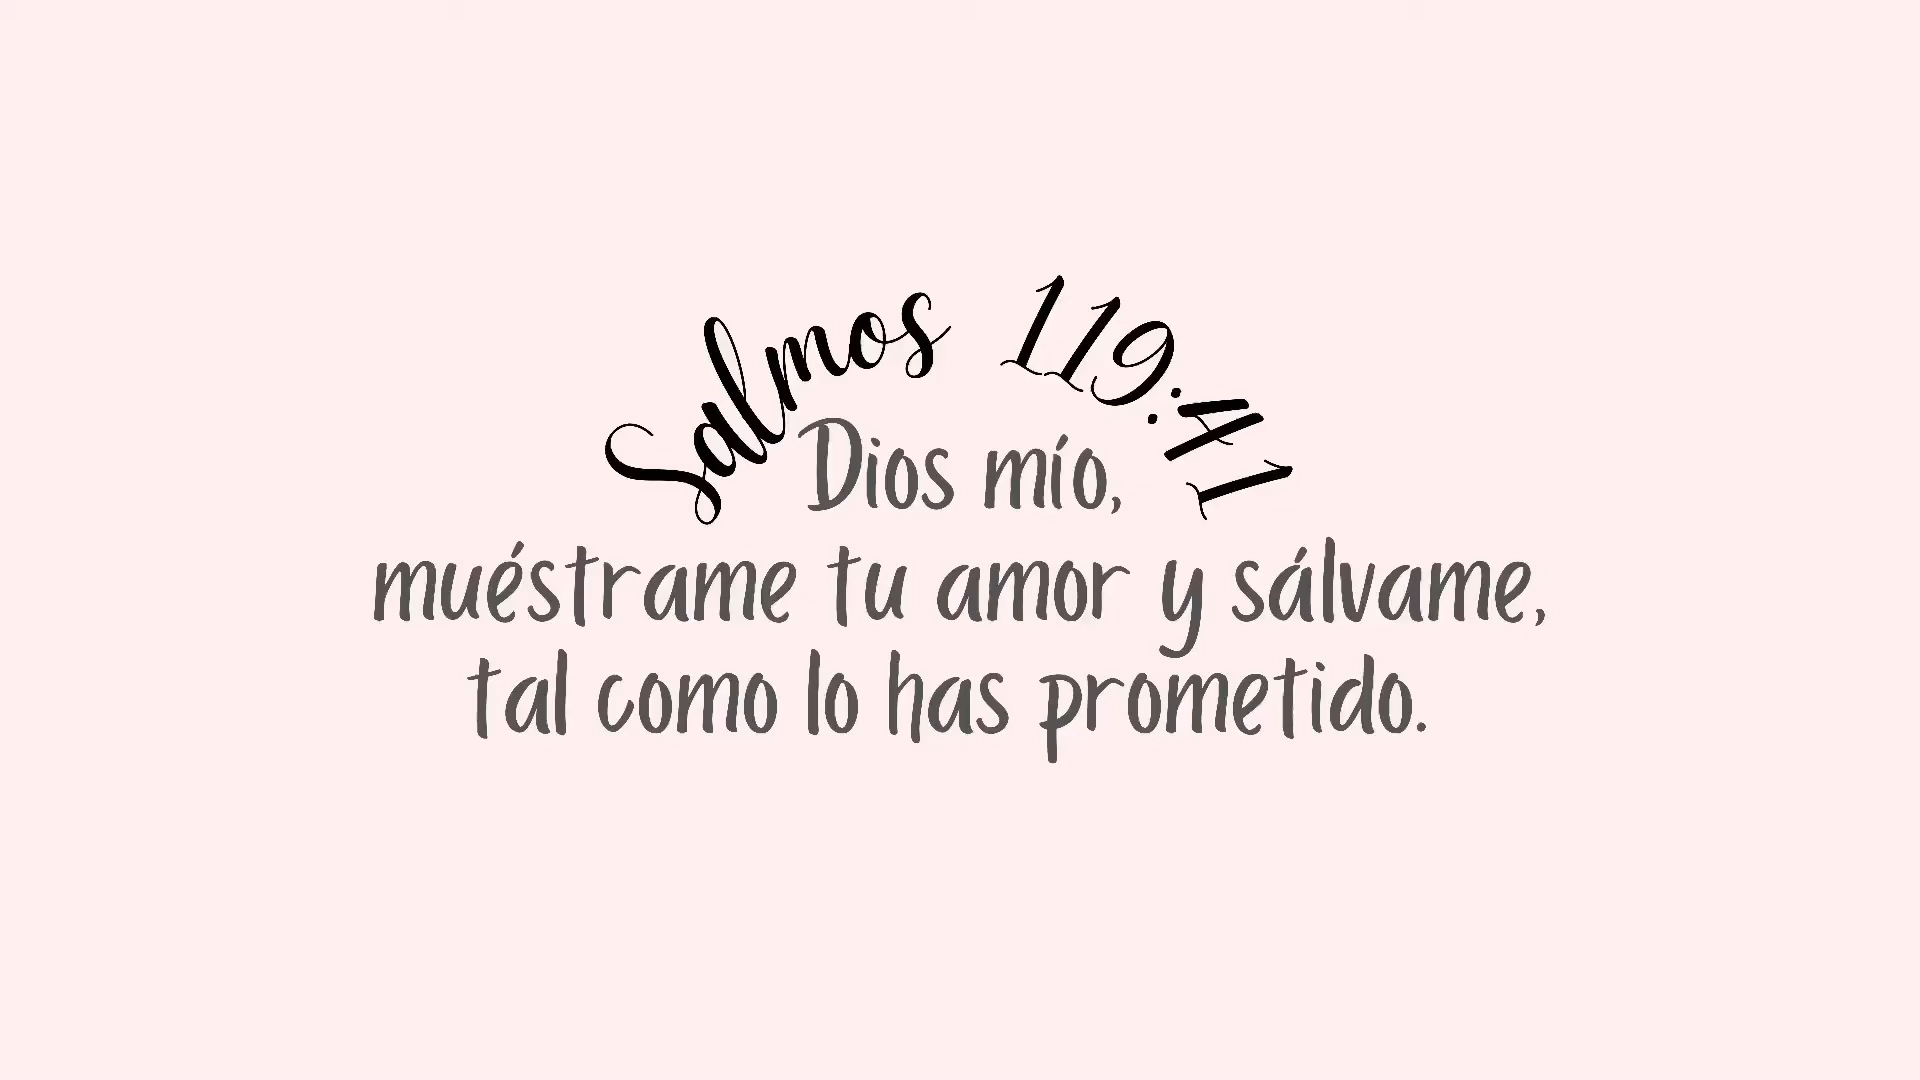 Salmos 119:41
Dios mío,
muéstrame tu amor y sálvame,
tal como lo has prometido.